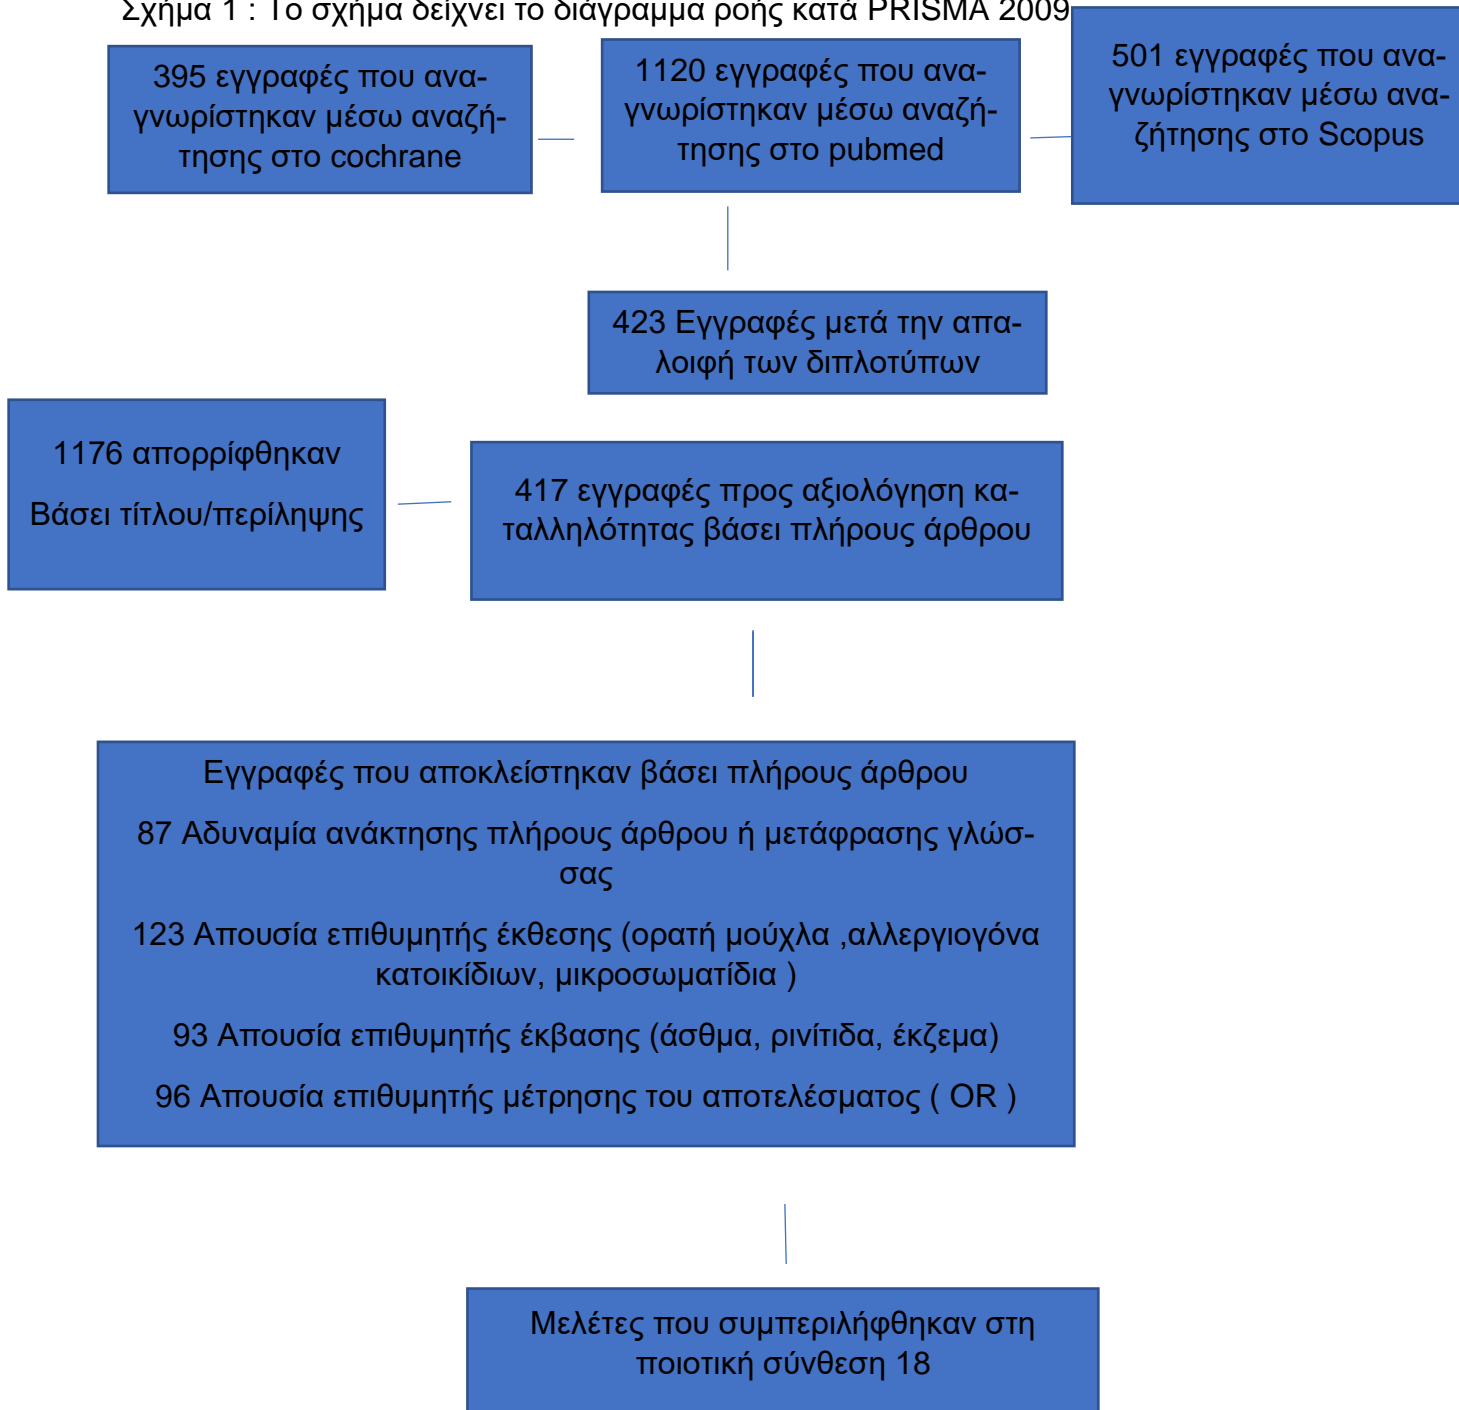 Σχήμα 1 : Το σχήμα δείχνει το διάγραμμα ροής κατά PRISMA 2009
395 εγγραφές που ανα-
γνωρίστηκαν μέσω αναζή-
τησης στο cochrane
1120 εγγραφές που ανα-
γνωρίστηκαν μέσω αναζή-
τησης στο pubmed
501 εγγραφές που ανα-
γνωρίστηκαν μέσω ανα-
ζήτησης στο Scopus
423 Εγγραφές μετά την απα-
λοιφή των διπλοτύπων
1176 απορρίφθηκαν
Βάσει τίτλου/περίληψης
417 εγγραφές προς αξιολόγηση κα-
ταλληλότητας βάσει πλήρους άρθρου
Εγγραφές που αποκλείστηκαν βάσει πλήρους άρθρου
87 Αδυναμία ανάκτησης πλήρους άρθρου ή μετάφρασης γλώσ-
σας
123 Απουσία επιθυμητής έκθεσης (ορατή μούχλα ,αλλεργιογόνα
κατοικίδιων, μικροσωματίδια )
93 Απουσία επιθυμητής έκβασης (άσθμα, ρινίτιδα, έκζεμα)
96 Απουσία επιθυμητής μέτρησης του αποτελέσματος ( OR )
Μελέτες που συμπεριλήφθηκαν στη
ποιοτική σύνθεση 18